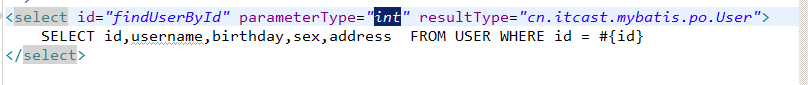 <select id="findUserById" parameterType="int" resultType="cn.itcast.mybatis.po.User">
SELECT id,username,birthday,sex,address  FROM USER WHERE id = #{id}
</select>